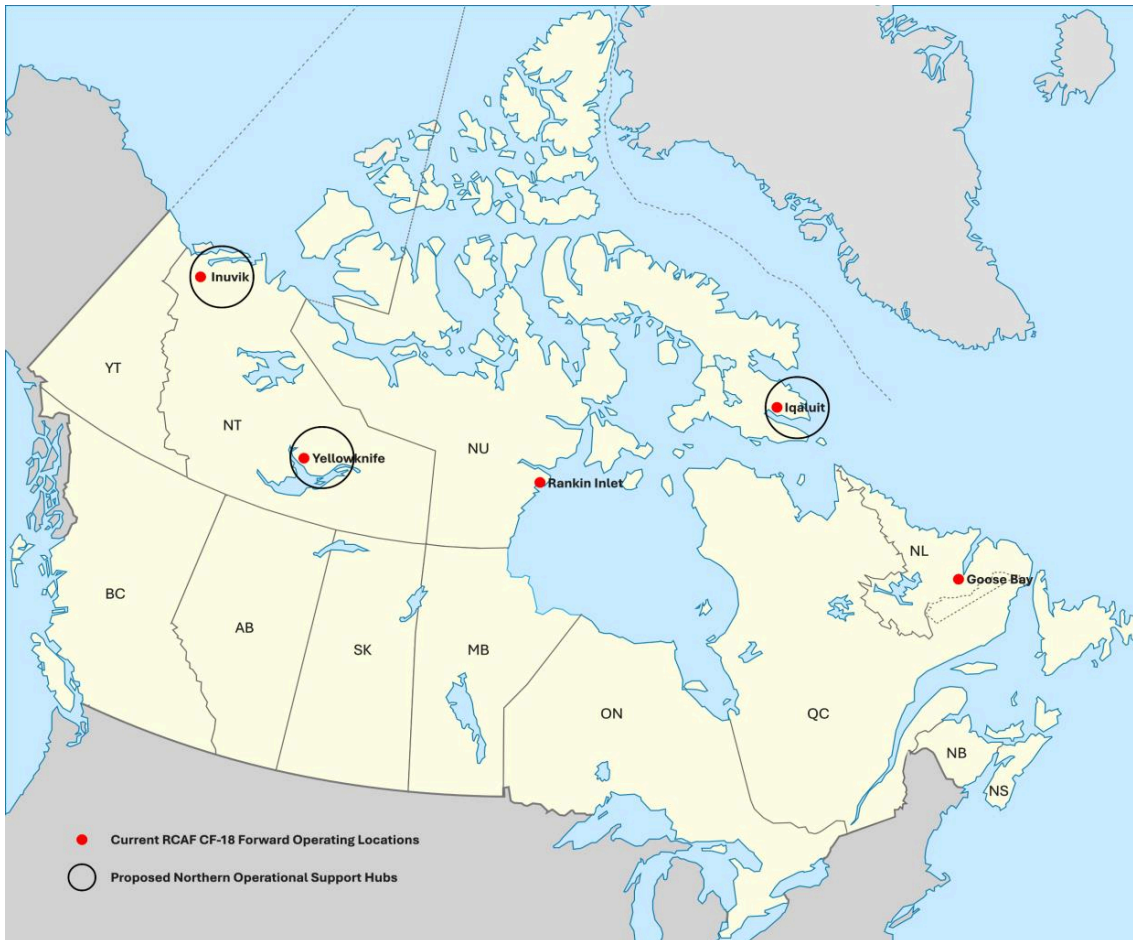 Inuvik
YT
Iqaluit
NT
NU
Yellowknife
Rankin Inlet
NL
Goose Bay
BC
AB
SK
MB
ON
QC
NB
NS
Current RCAF CF-18 Forward Operating Locations
Proposed Northern Operational Support Hubs